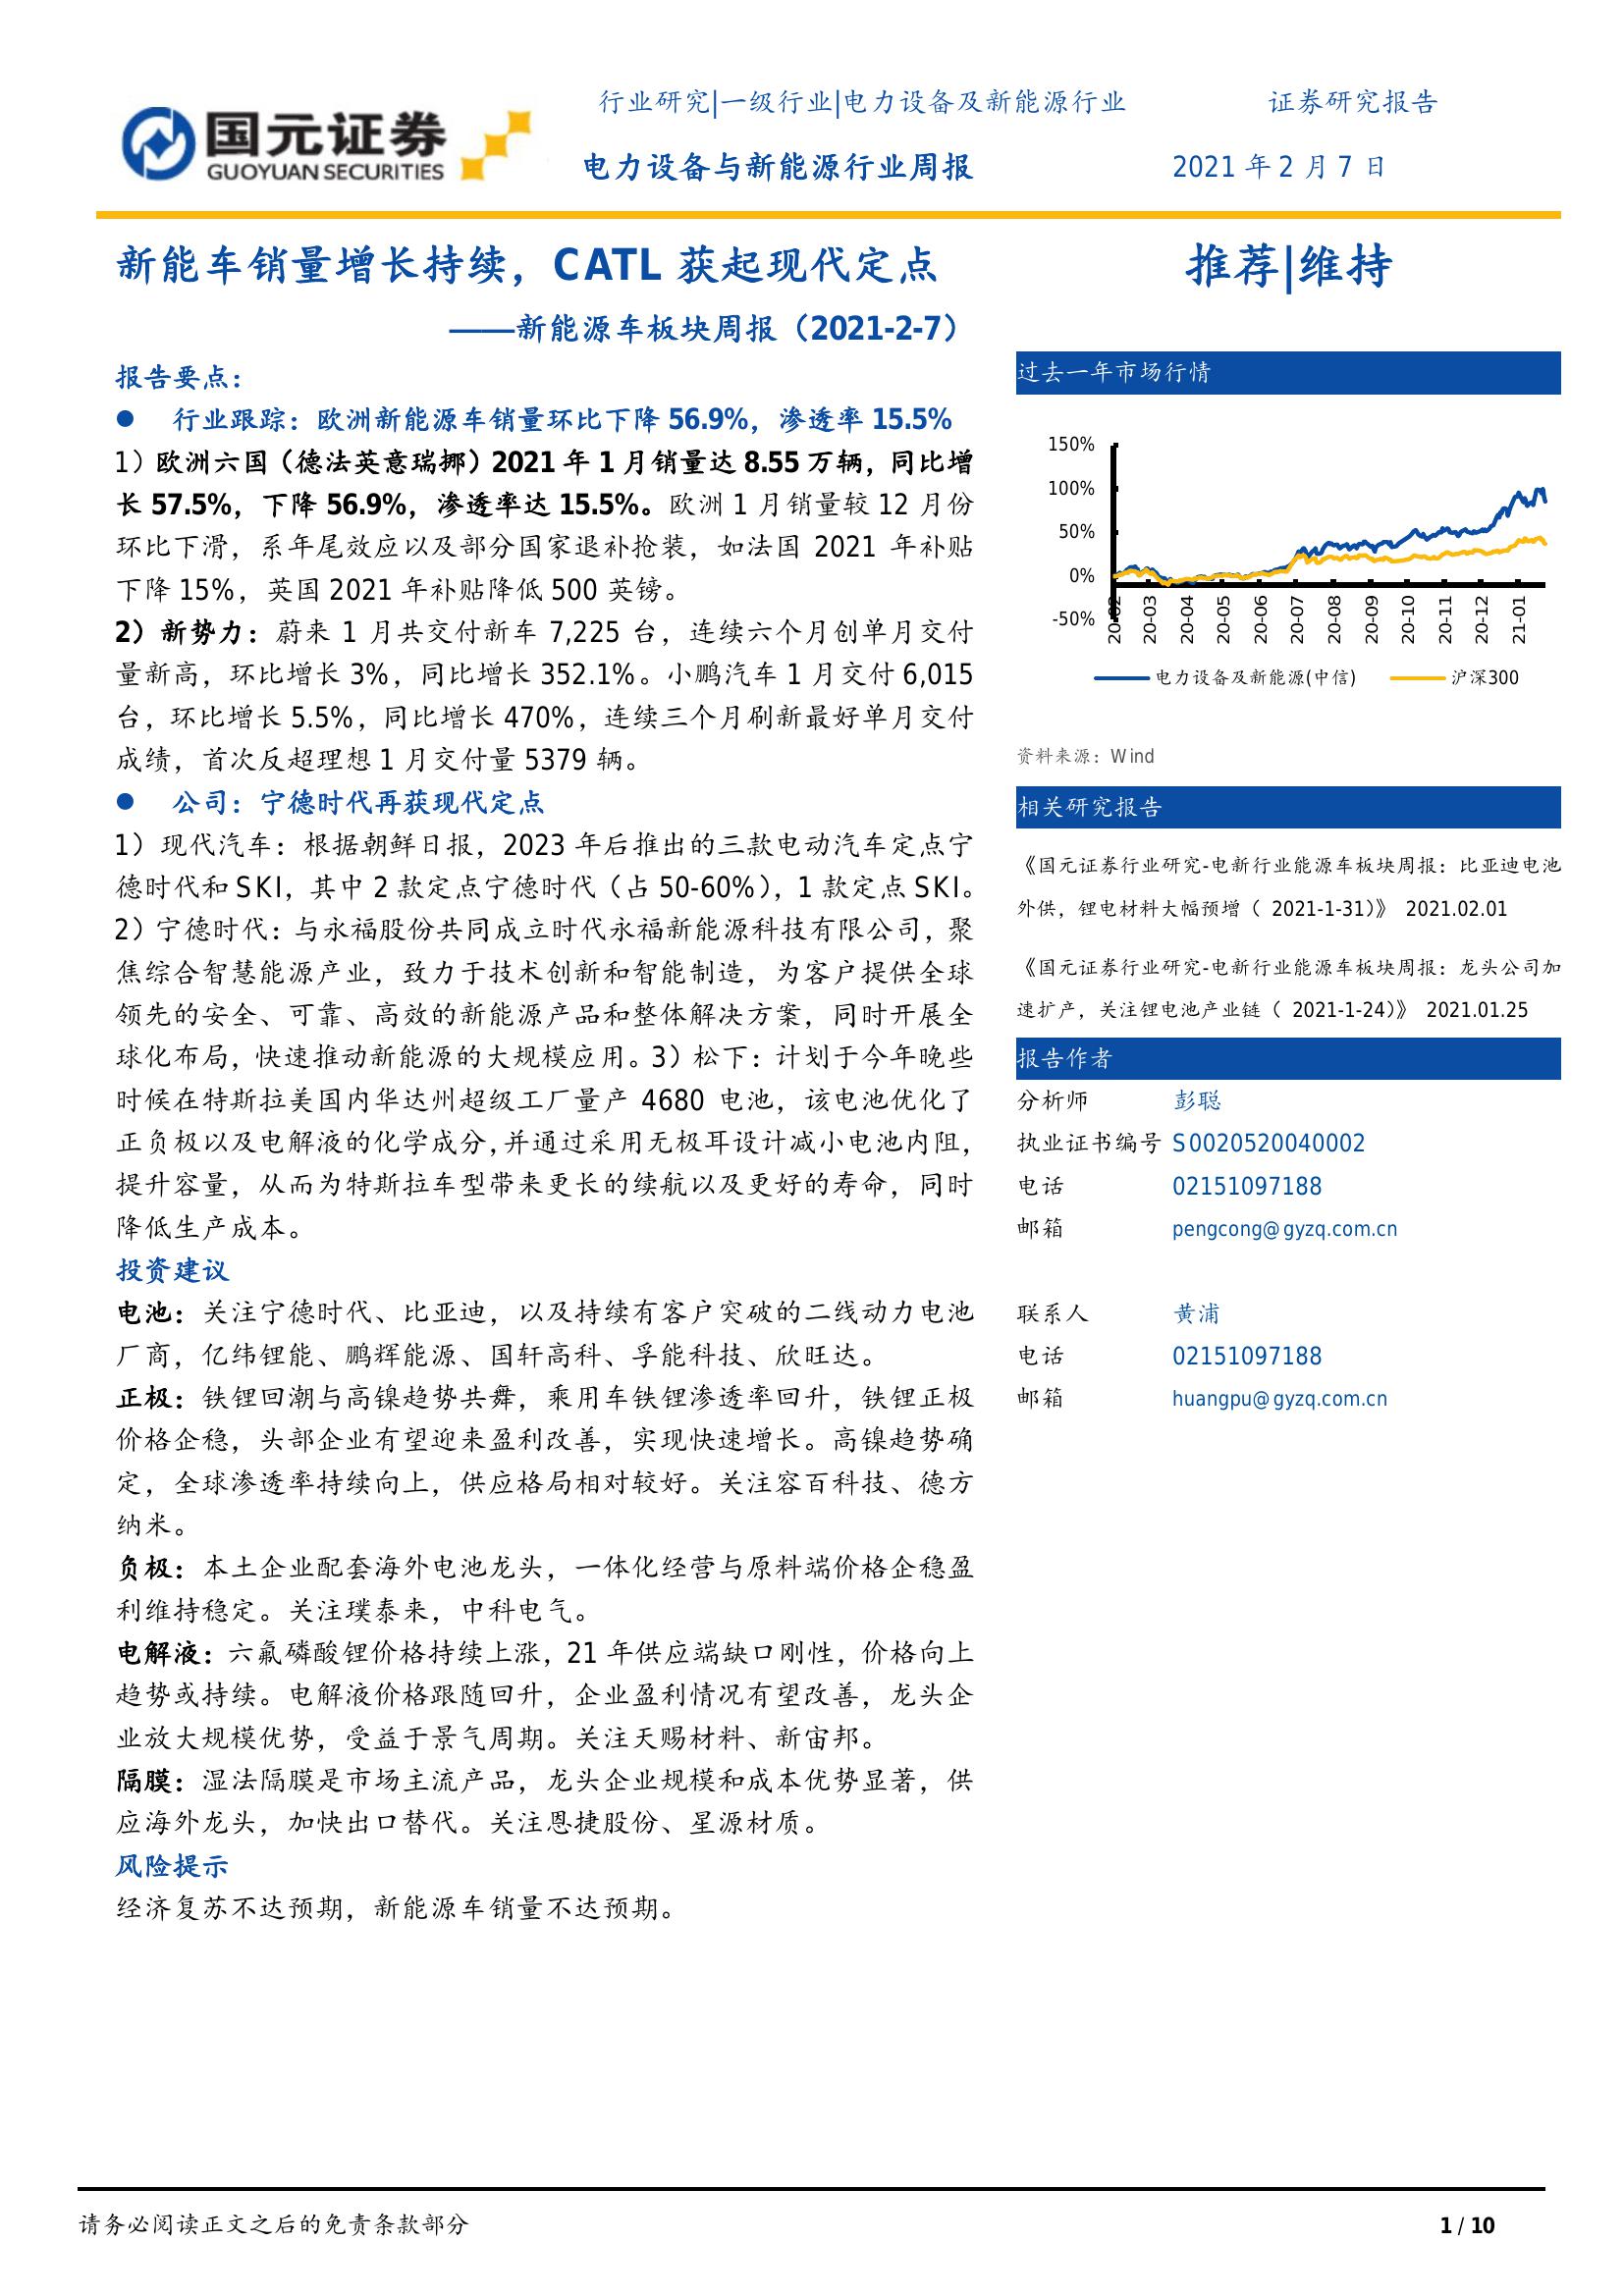 国元证券
GUOYUAN SECURITIES
行业研究|一级行业|电力设备及新能源行业
证券研究报告
电力设备与新能源行业周报
2021 年 2 月 7 日
新能车销量增长持续，CATL 获起现代定点
——新能源车板块周报（2021-2-7）
报告要点：
● 行业跟踪：欧洲新能源车销量环比下降 56.9%，渗透率 15.5%
1）欧洲六国（德法英意瑞挪）2021 年 1 月销量达 8.55 万辆，同比增
长 57.5%，下降 56.9%，渗透率达 15.5%。欧洲 1 月销量较 12 月份
环比下滑，系年尾效应以及部分国家退补抢装，如法国 2021 年补贴
下降 15%，英国 2021 年补贴降低 500 英镑。
2）新势力：蔚来 1 月共交付新车 7,225 台，连续六个月创单月交付
量新高，环比增长 3%，同比增长 352.1%。小鹏汽车 1 月交付 6,015
台，环比增长 5.5%，同比增长 470%，连续三个月刷新最好单月交付
成绩，首次反超理想 1 月交付量 5379 辆。
● 公司：宁德时代再获现代定点
1）现代汽车：根据朝鲜日报，2023 年后推出的三款电动汽车定点宁
德时代和 SKI，其中 2 款定点宁德时代（占 50-60%），1 款定点 SKI。
2）宁德时代：与永福股份共同成立时代永福新能源科技有限公司，聚
焦综合智慧能源产业，致力于技术创新和智能制造，为客户提供全球
领先的安全、可靠、高效的新能源产品和整体解决方案，同时开展全
球化布局，快速推动新能源的大规模应用。3）松下：计划于今年晚些
时候在特斯拉美国内华达州超级工厂量产 4680 电池，该电池优化了
正负极以及电解液的化学成分，并通过采用无极耳设计减小电池内阻，
提升容量，从而为特斯拉车型带来更长的续航以及更好的寿命，同时
降低生产成本。
投资建议
电池：关注宁德时代、比亚迪，以及持续有客户突破的二线动力电池
厂商，亿纬锂能、鹏辉能源、国轩高科、孚能科技、欣旺达。
正极：铁锂回潮与高镍趋势共舞，乘用车铁锂渗透率回升，铁锂正极
价格企稳，头部企业有望迎来盈利改善，实现快速增长。高镍趋势确
定，全球渗透率持续向上，供应格局相对较好。关注容百科技、德方
纳米。
负极：本土企业配套海外电池龙头，一体化经营与原料端价格企稳盈
利维持稳定。关注璞泰来，中科电气。
电解液：六氟磷酸锂价格持续上涨，21 年供应端缺口刚性，价格向上
趋势或持续。电解液价格跟随回升，企业盈利情况有望改善，龙头企
业放大规模优势，受益于景气周期。关注天赐材料、新宙邦。
隔膜：湿法隔膜是市场主流产品，龙头企业规模和成本优势显著，供
应海外龙头，加快出口替代。关注恩捷股份、星源材质。
风险提示
经济复苏不达预期，新能源车销量不达预期。
推荐|维持
过去一年市场行情
150%
100%
50%
0%
-50%
20-02 20-03 20-04 20-05 20-06 20-07 20-08 20-09 20-10 20-11 20-12 21-01
电力设备及新能源(中信) 沪深300
资料来源：Wind
相关研究报告
《国元证券行业研究-电新行业能源车板块周报：比亚迪电池
外供，锂电材料大幅预增（ 2021-1-31)》 2021.02.01
《国元证券行业研究-电新行业能源车板块周报：龙头公司加
速扩产，关注锂电池产业链（ 2021-1-24)》 2021.01.25
报告作者
分析师 彭聪
执业证书编号 S0020520040002
电话 02151097188
邮箱 pengcong@gyzq.com.cn
联系人 黄浦
电话 02151097188
邮箱 huangpu@gyzq.com.cn
请务必阅读正文之后的免责条款部分
1 / 10